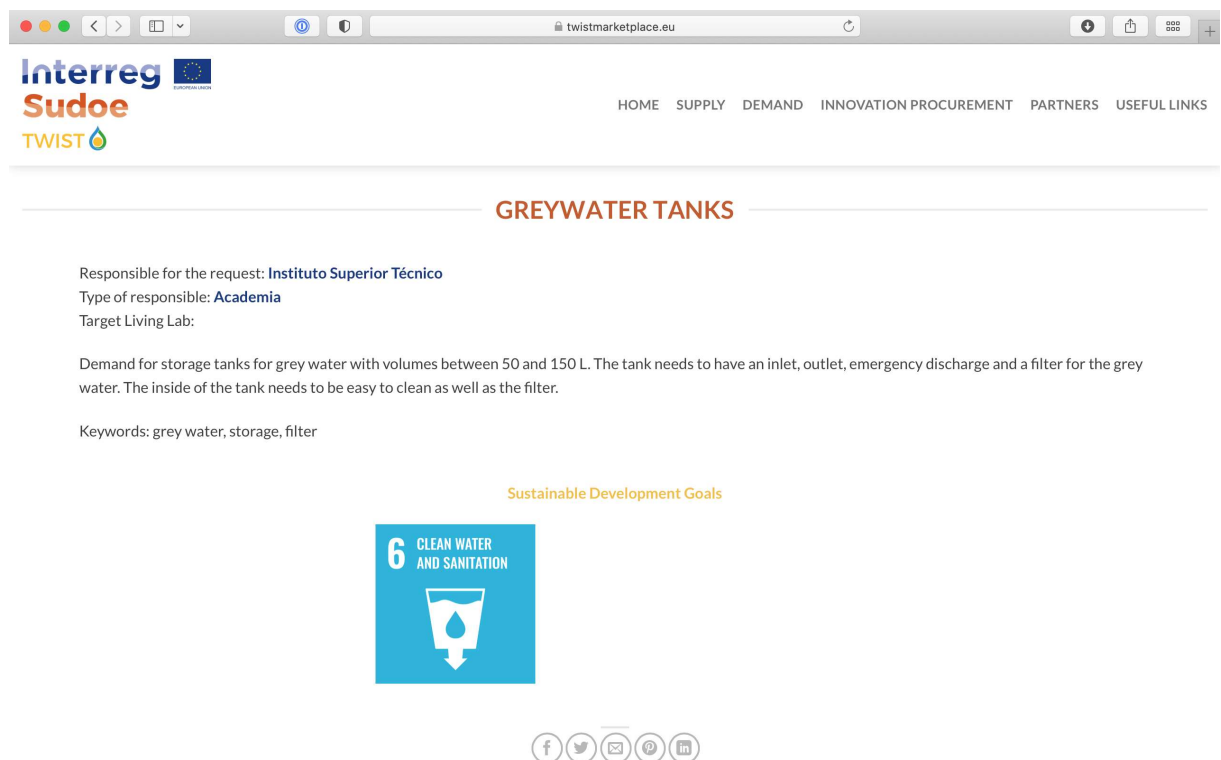 twistmarketplace.eu
Interreg
EUROPEAN UNION
Sudoe
TWIST
HOME SUPPLY DEMAND INNOVATION PROCUREMENT PARTNERS USEFUL LINKS
GREYWATER TANKS
Responsible for the request: Instituto Superior Técnico
Type of responsible: Academia
Target Living Lab:
Demand for storage tanks for grey water with volumes between 50 and 150 L. The tank needs to have an inlet, outlet, emergency discharge and a filter for the grey
water. The inside of the tank needs to be easy to clean as well as the filter.
Keywords: grey water, storage, filter
Sustainable Development Goals
6 CLEAN WATER
AND SANITATION